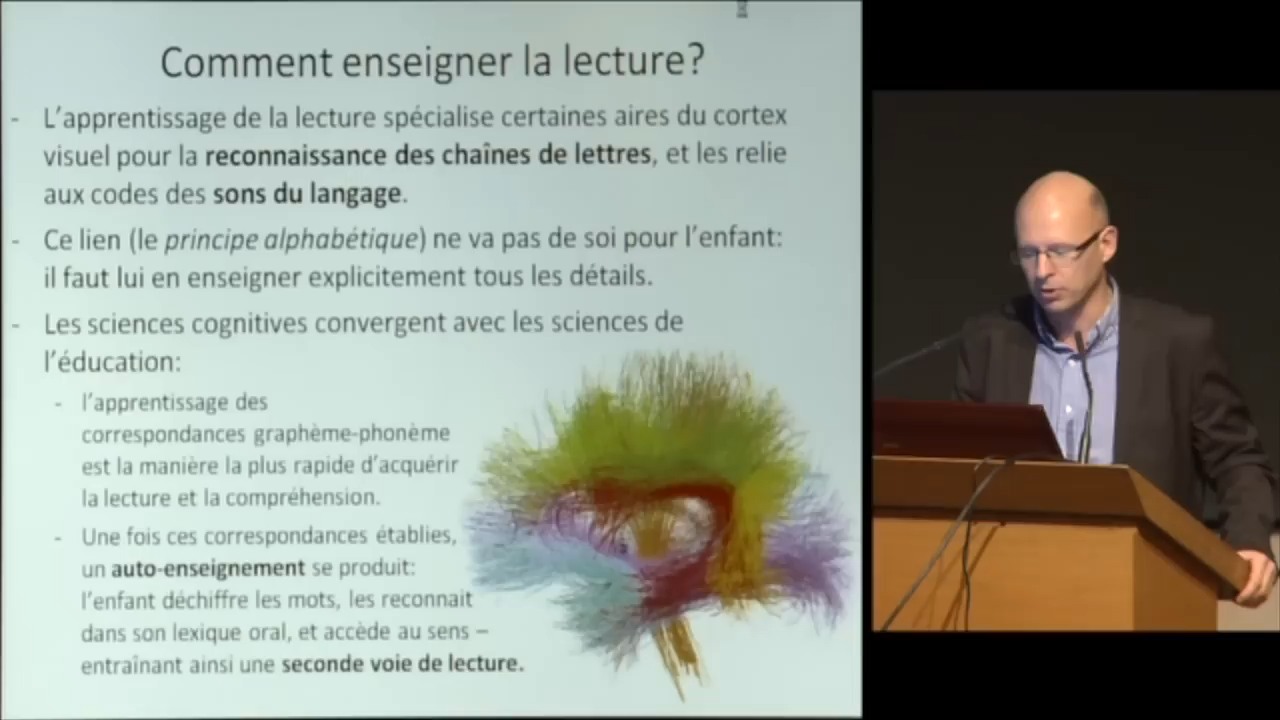 Comment enseigner la lecture?
- L'apprentissage de la lecture spécialise certaines aires du cortex
visuel pour la reconnaissance des chaînes de lettres, et les relie
aux codes des sons du langage.
- Ce lien (le principe alphabétique) ne va pas de soi pour l'enfant:
il faut lui en enseigner explicitement tous les détails.
- Les sciences cognitives convergent avec les sciences de
l'éducation:
- l'apprentissage des
correspondances graphème-phonème
est la manière la plus rapide d'acquérir
la lecture et la compréhension.
- Une fois ces correspondances établies,
un auto-enseignement se produit:
l'enfant déchiffre les mots, les reconnait
dans son lexique oral, et accède au sens –
entraînant ainsi une seconde voie de lecture.